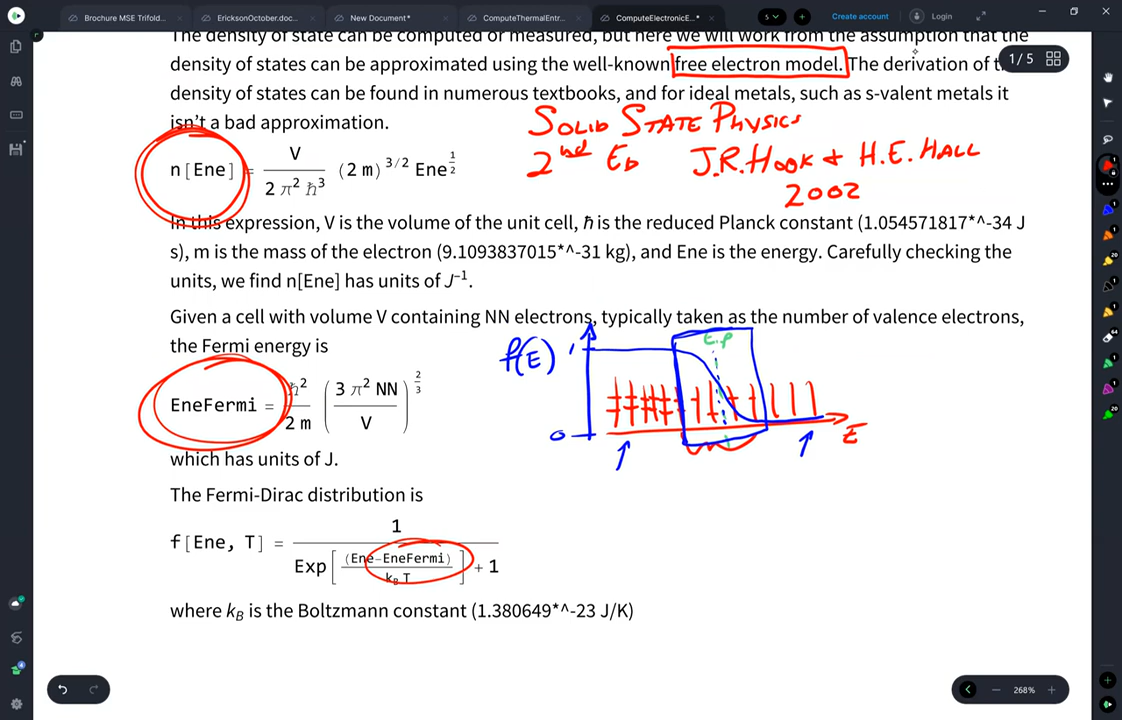 Brochure MSE Trifold...
EricksonOctober.doc...
New Document*
ComputeThermalEntr...
ComputeElectronicE...*
5
Create account
Login
1/5
The density of state can be computed or measured, but here we will work from the assumption that the
density of states can be approximated using the well-known free electron model. The derivation of t
density of states can be found in numerous textbooks, and for ideal metals, such as s-valent metals it
isn't a bad approximation.
SOLID STATE PHYSICS
2nd ED J.R. HOOK & H.E. HALL
2002
n[Ene] = V / (2 π² ħ³) (2 m)^3/2 Ene^1/2
In this expression, V is the volume of the unit cell, ħ is the reduced Planck constant (1.054571817*^-34 J
s), m is the mass of the electron (9.1093837015*^-31 kg), and Ene is the energy. Carefully checking the
units, we find n[Ene] has units of J⁻¹.
Given a cell with volume V containing NN electrons, typically taken as the number of valence electrons,
the Fermi energy is
f(E) 1
E.f
0
E
EneFermi = ħ² / 2 m (3 π² NN / V)^2/3
which has units of J.
The Fermi-Dirac distribution is
f[Ene, T] = 1 / (Exp[(Ene-EneFermi) / k_B T] + 1)
where k_B is the Boltzmann constant (1.380649*^-23 J/K)
268%